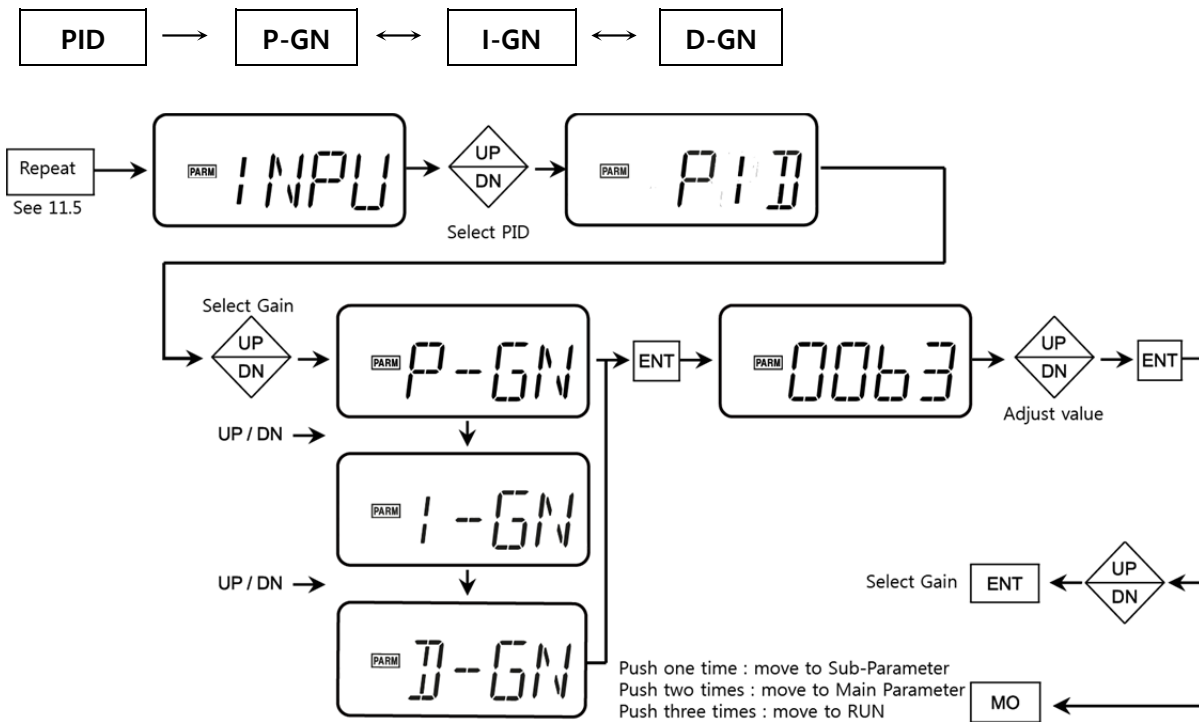 PID P-GN I-GN D-GN
Repeat
See 11.5
PARM INPU
UP
DN
Select PID
PARM PID
Select Gain
UP
DN
PARM P-GN
ENT
PARM 0063
UP
DN
Adjust value
ENT
UP / DN
PARM I-GN
UP / DN
PARM D-GN
Select Gain
ENT
UP
DN
Push one time : move to Sub-Parameter
Push two times : move to Main Parameter
Push three times : move to RUN
MO